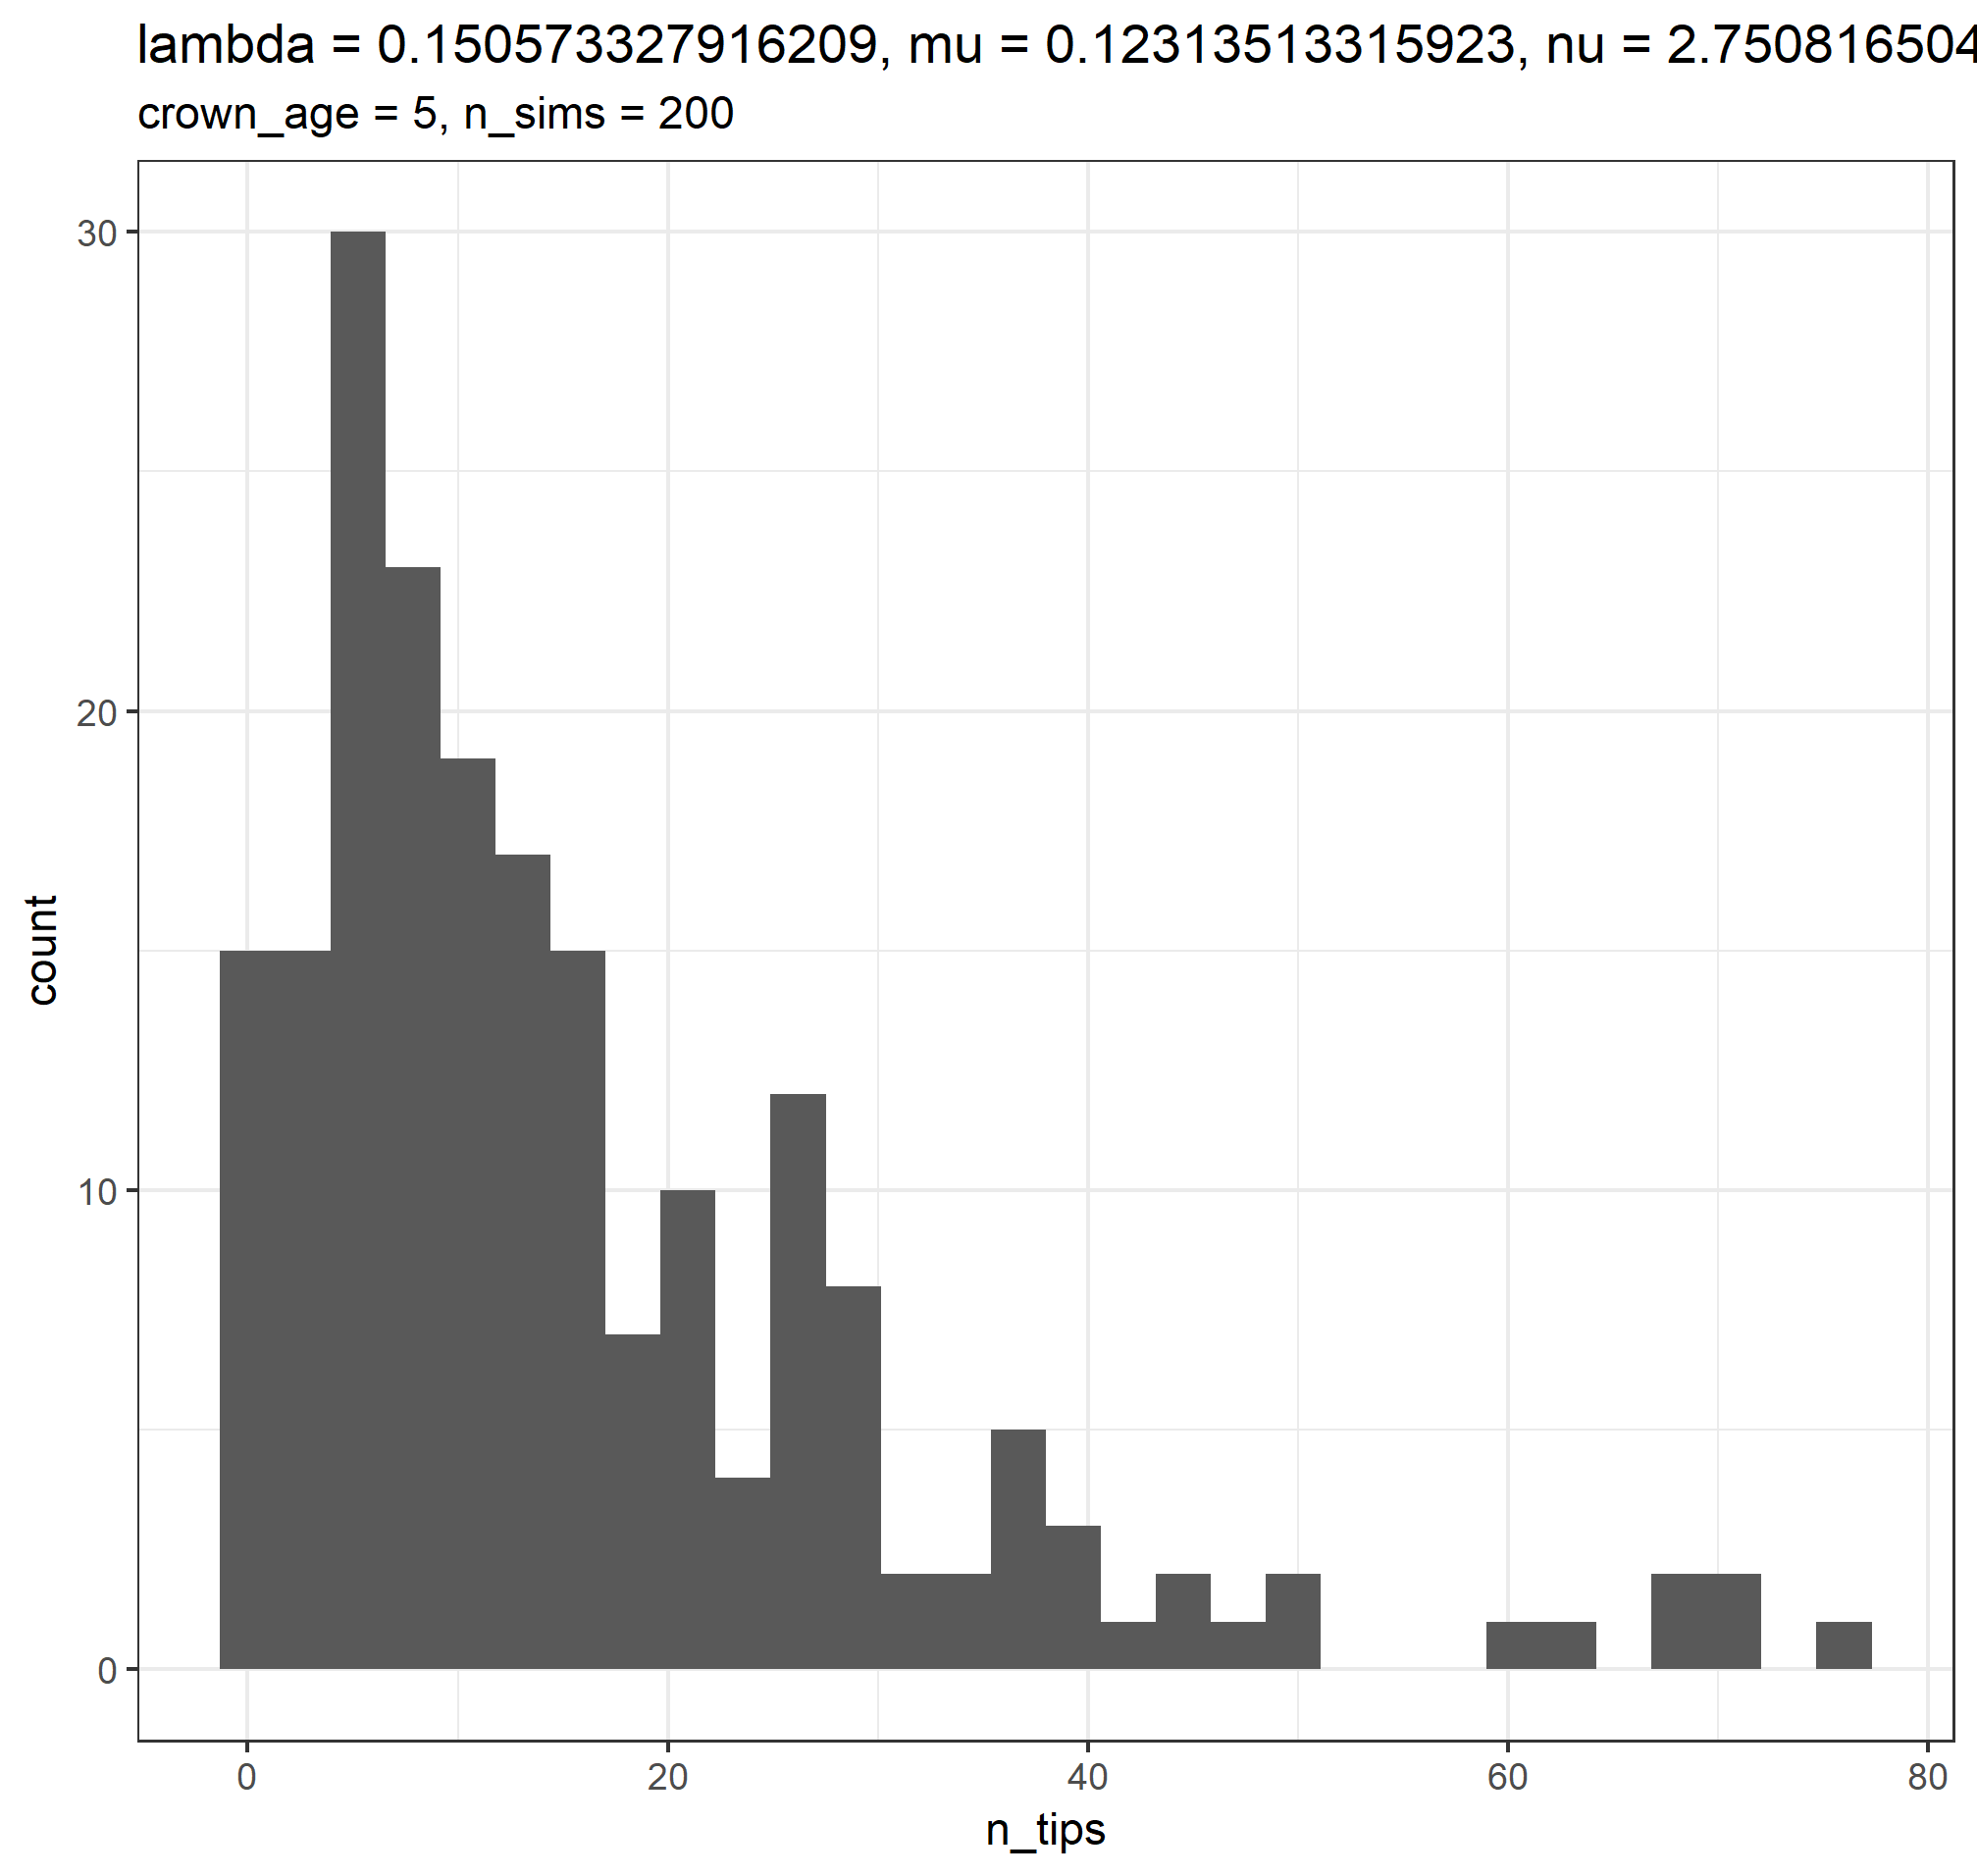 lambda = 0.150573327916209, mu = 0.12313513315923, nu = 2.750816504
crown_age = 5, n_sims = 200
30
20
10
0
count
0 20 40 60 80
n_tips